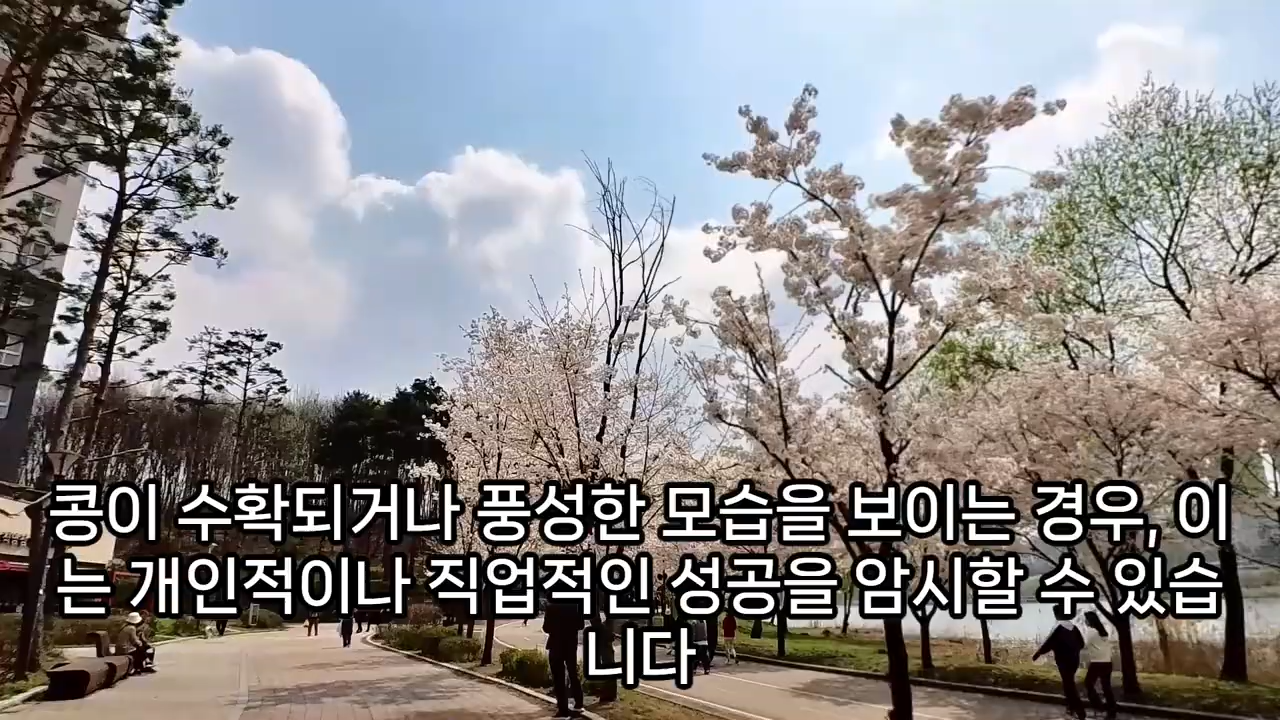 콩이 수확되거나 풍성한 모습을 보이는 경우, 이
는 개인적이나 직업적인 성공을 암시할 수 있습
니다